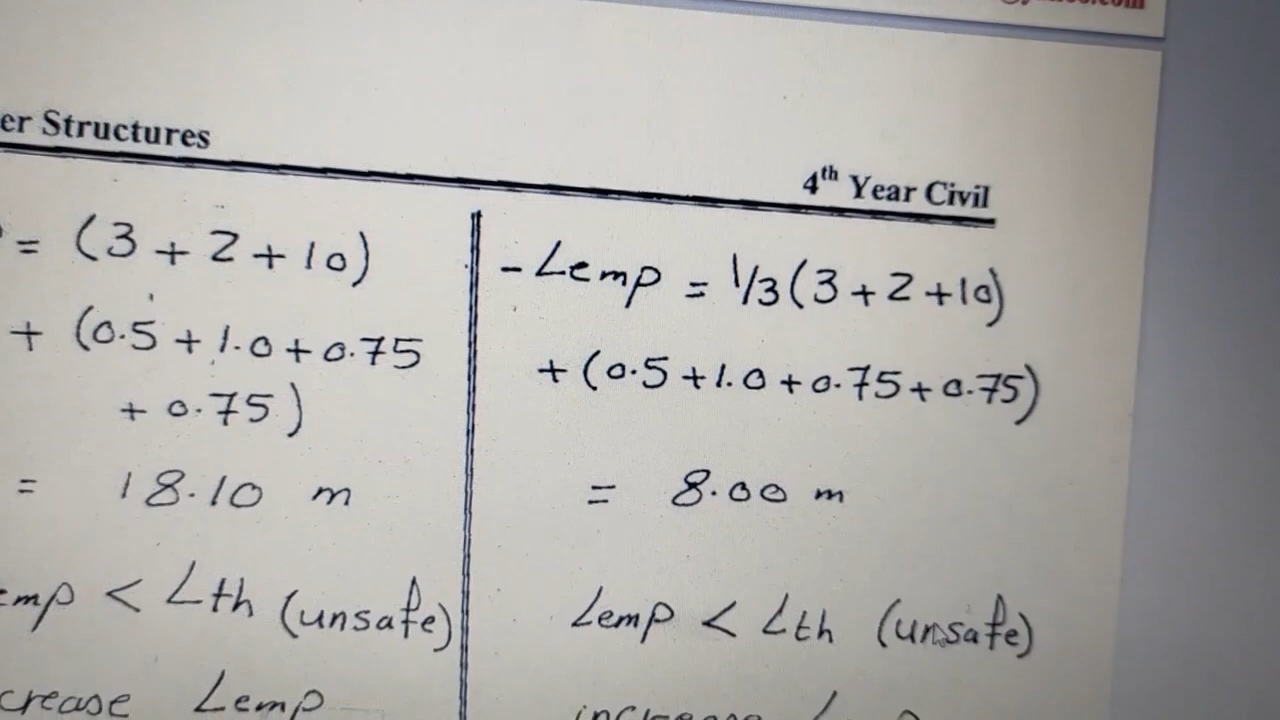 er Structures
4th Year Civil
= (3 + 2 + 10)
+ (0.5 + 1.0 + 0.75
+ 0.75)
= 18.10 m
emp < Lth (unsafe)
crease Lemp
- Lemp = 1/3 (3 + 2 + 10)
+ (0.5 + 1.0 + 0.75 + 0.75)
= 8.00 m
Lemp < Lth (unsafe)